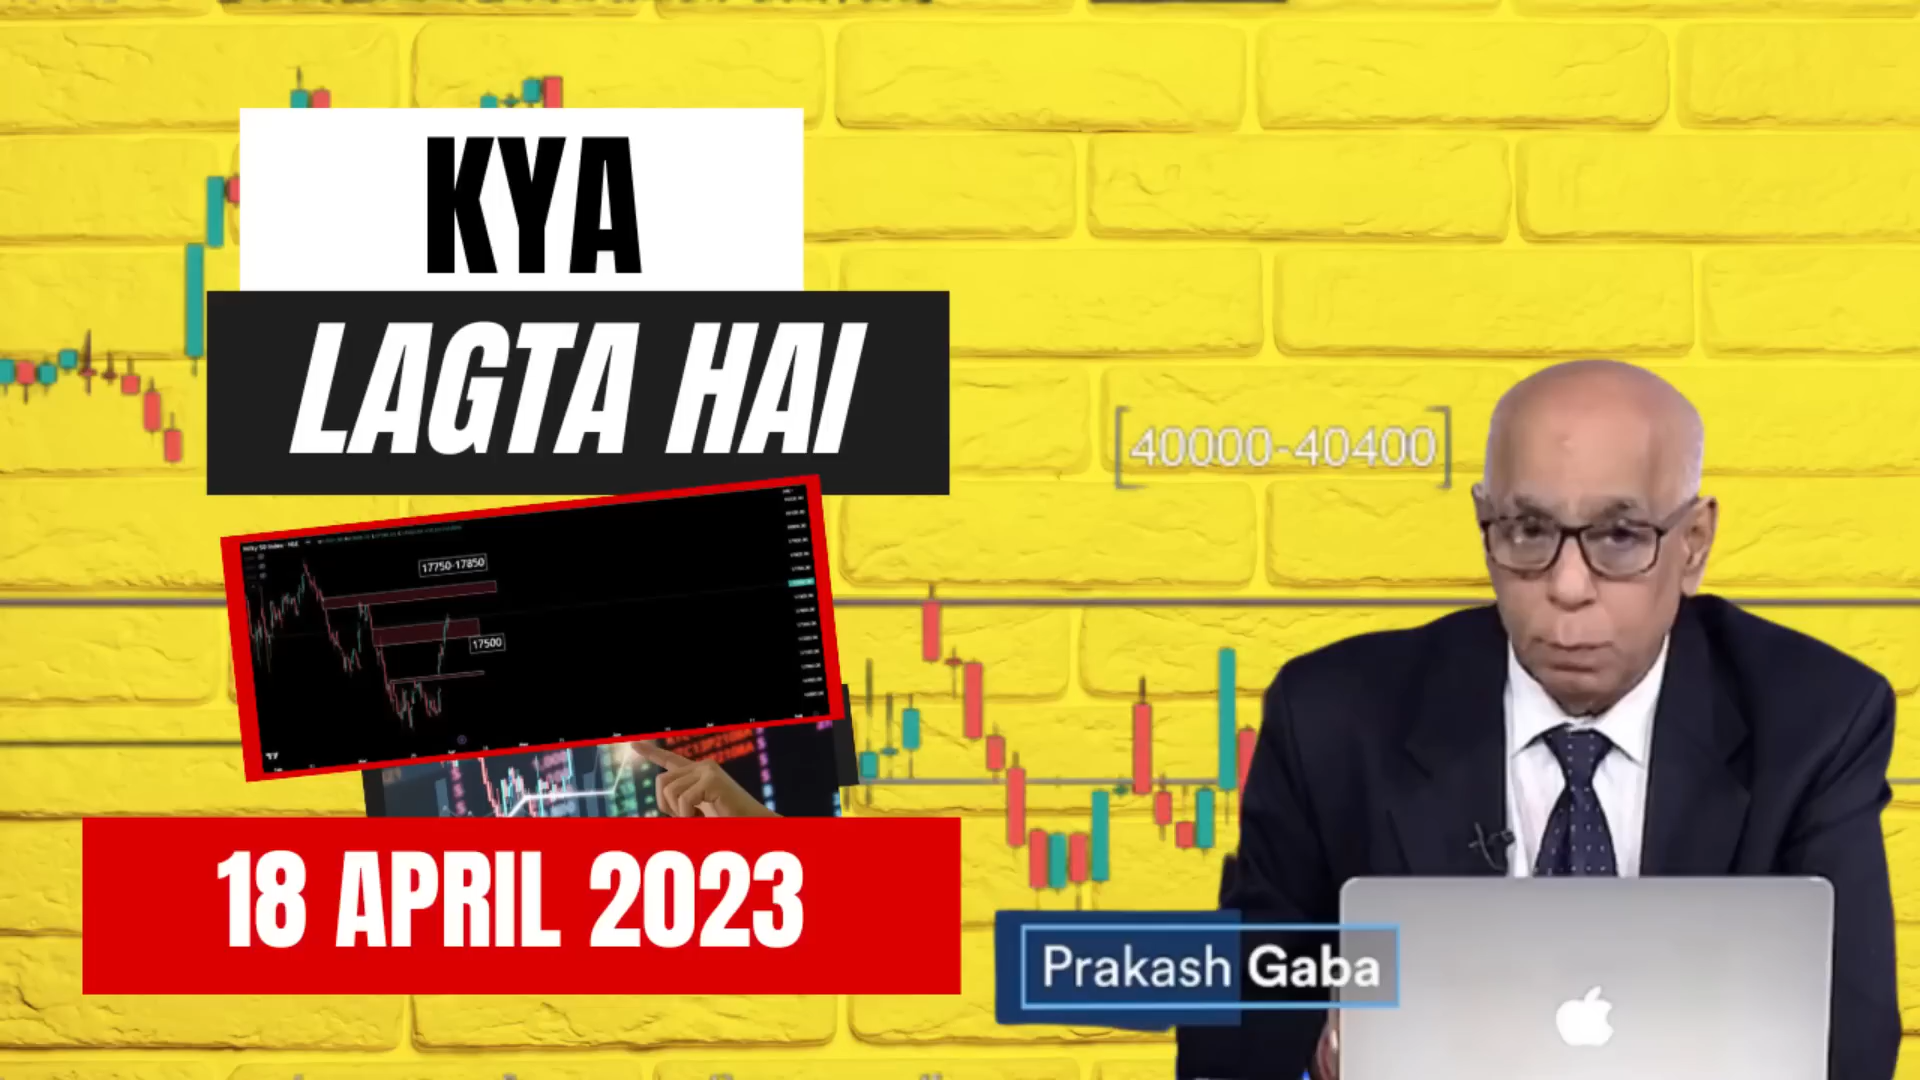 KYA
LAGTA HAI
[40000-40400]
17750-17850
17500
18 APRIL 2023
Prakash Gaba